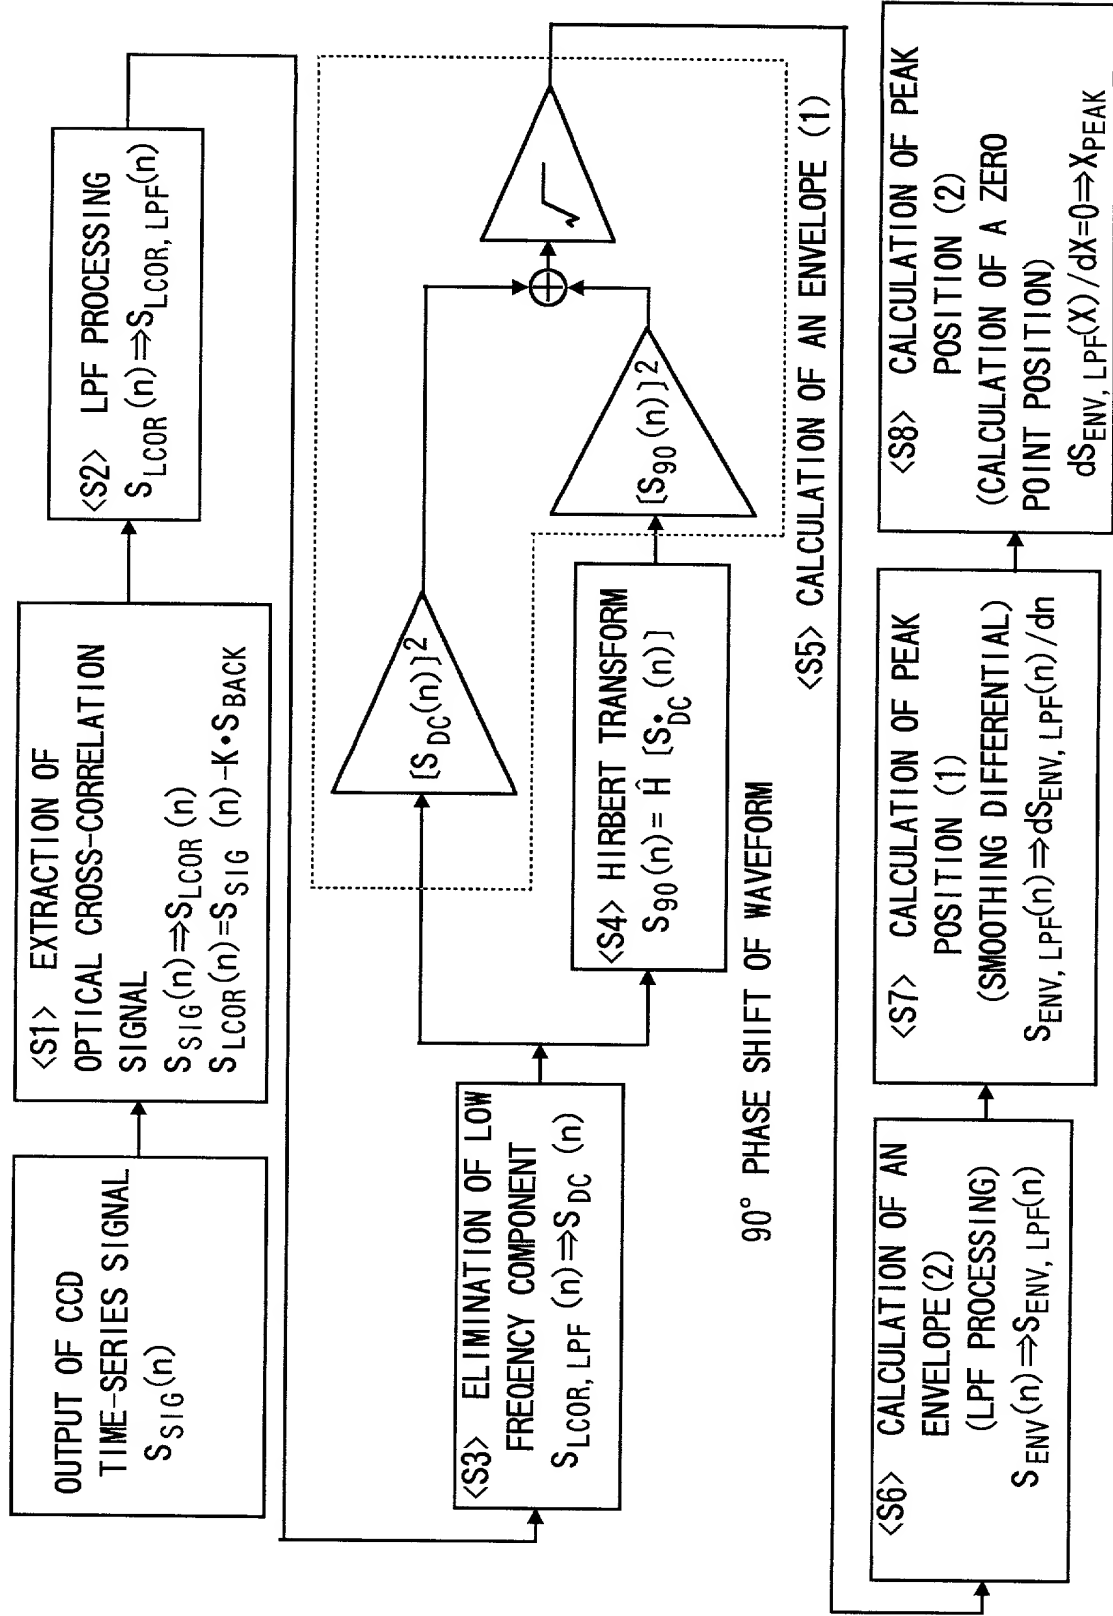 OUTPUT OF CCD
TIME-SERIES SIGNAL
S_SIG(n)
<S1> EXTRACTION OF
OPTICAL CROSS-CORRELATION
SIGNAL
S_SIG(n)⇒S_LCOR(n)
S_LCOR(n)=S_SIG(n)-K•S_BACK
<S2> LPF PROCESSING
S_LCOR(n)⇒S_LCOR, LPF(n)
<S3> ELIMINATION OF LOW
FREQENCY COMPONENT
S_LCOR, LPF(n)⇒S_DC(n)
[S_DC(n)]²
<S4> HIRBERT TRANSFORM
S_90(n)= Ĥ [S•_DC(n)]
90° PHASE SHIFT OF WAVEFORM
[S_90(n)]²
√
<S5> CALCULATION OF AN ENVELOPE (1)
<S6> CALCULATION OF AN
ENVELOPE(2)
(LPF PROCESSING)
S_ENV(n)⇒S_ENV, LPF(n)
<S7> CALCULATION OF PEAK
POSITION (1)
(SMOOTHING DIFFERENTIAL)
S_ENV, LPF(n)⇒dS_ENV, LPF(n)/dn
<S8> CALCULATION OF PEAK
POSITION (2)
(CALCULATION OF A ZERO
POINT POSITION)
dS_ENV, LPF(X)/dX=0⇒X_PEAK